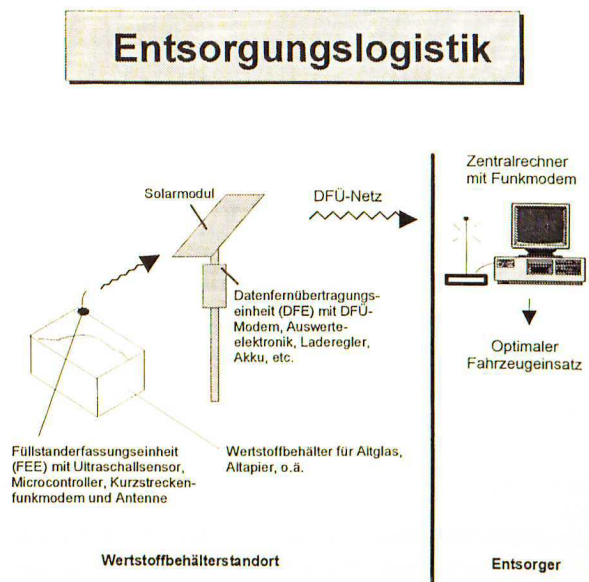 Entsorgungslogistik
Solarmodul
DFÜ-Netz
Zentralrechner
mit Funkmodem
Datenfernübertragungs-
einheit (DFE) mit DFÜ-
Modem, Auswerte-
elektronik, Laderegler,
Akku, etc.
Optimaler
Fahrzeugeinsatz
Füllstanderfassungseinheit
(FEE) mit Ultraschallsensor,
Microcontroller, Kurzstrecken-
funkmodem und Antenne
Wertstoffbehälter für Altglas,
Altapier, o.ä.
Wertstoffbehälterstandort
Entsorger